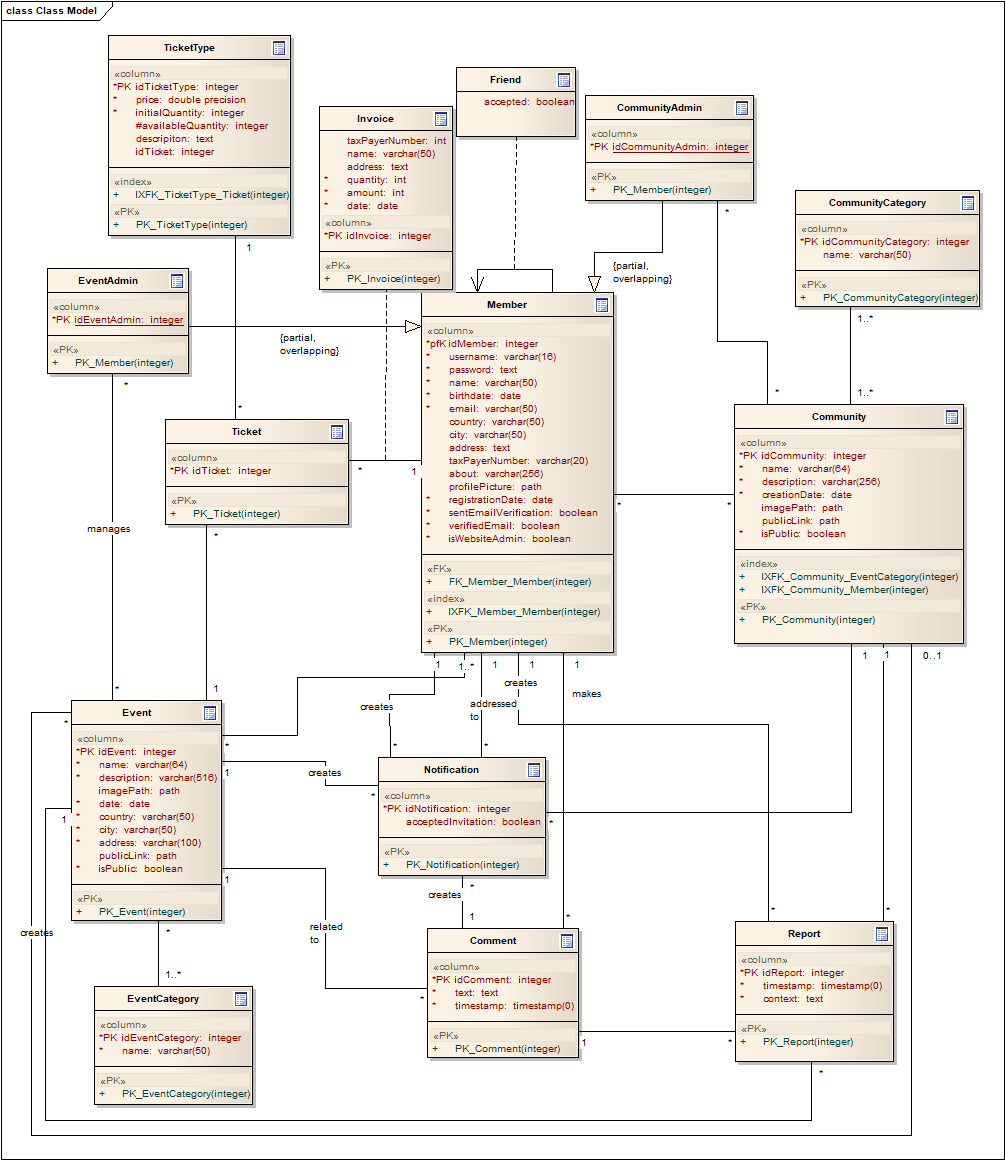 class Class Model
TicketType
«column»
*PK idTicketType: integer
* price: double precision
* initialQuantity: integer
#availableQuantity: integer
descripiton: text
idTicket: integer
«index»
+ IXFK_TicketType_Ticket(integer)
«PK»
+ PK_TicketType(integer)
Invoice
taxPayerNumber: int
name: varchar(50)
address: text
* quantity: int
* amount: int
* date: date
«column»
*PK idInvoice: integer
«PK»
+ PK_Invoice(integer)
Friend
accepted: boolean
CommunityAdmin
«column»
*PK idCommunityAdmin: integer
«PK»
+ PK_Member(integer)
CommunityCategory
«column»
*PK idCommunityCategory: integer
name: varchar(50)
«PK»
+ PK_CommunityCategory(integer)
EventAdmin
«column»
*PK idEventAdmin: integer
«PK»
+ PK_Member(integer)
{partial,
overlapping}
{partial,
overlapping}
1
*
1..*
1..*
*
*
*
Member
«column»
*pfK idMember: integer
* username: varchar(16)
* password: text
* name: varchar(50)
* birthdate: date
* email: varchar(50)
country: varchar(50)
city: varchar(50)
address: text
taxPayerNumber: varchar(20)
* about: varchar(256)
profilePicture: path
* registrationDate: date
* sentEmailVerification: boolean
* verifiedEmail: boolean
* isWebsiteAdmin: boolean
«FK»
+ FK_Member_Member(integer)
«index»
+ IXFK_Member_Member(integer)
«PK»
+ PK_Member(integer)
Ticket
«column»
*PK idTicket: integer
«PK»
+ PK_Ticket(integer)
*
1
*
manages
*
1
Community
«column»
*PK idCommunity: integer
* name: varchar(64)
* description: varchar(256)
* creationDate: date
imagePath: path
publicLink: path
* isPublic: boolean
«index»
+ IXFK_Community_EventCategory(integer)
+ IXFK_Community_Member(integer)
«PK»
+ PK_Community(integer)
*
*
1
1..*
1
1
1
1
1
0..1
creates
addressed
to
creates
makes
*
*
Event
«column»
*PK idEvent: integer
* name: varchar(64)
* description: varchar(516)
imagePath: path
* date: date
* country: varchar(50)
* city: varchar(50)
* address: varchar(100)
publicLink: path
* isPublic: boolean
«PK»
+ PK_Event(integer)
*
*
1
1
1
creates
*
creates
related
to
*
*
1..*
Notification
«column»
*PK idNotification: integer
acceptedInvitation: boolean
«PK»
+ PK_Notification(integer)
*
creates
*
1
*
*
*
Comment
«column»
*PK idComment: integer
* text: text
* timestamp: timestamp(0)
«PK»
+ PK_Comment(integer)
1
*
Report
«column»
*PK idReport: integer
* timestamp: timestamp(0)
* context: text
«PK»
+ PK_Report(integer)
*
EventCategory
«column»
*PK idEventCategory: integer
* name: varchar(50)
«PK»
+ PK_EventCategory(integer)